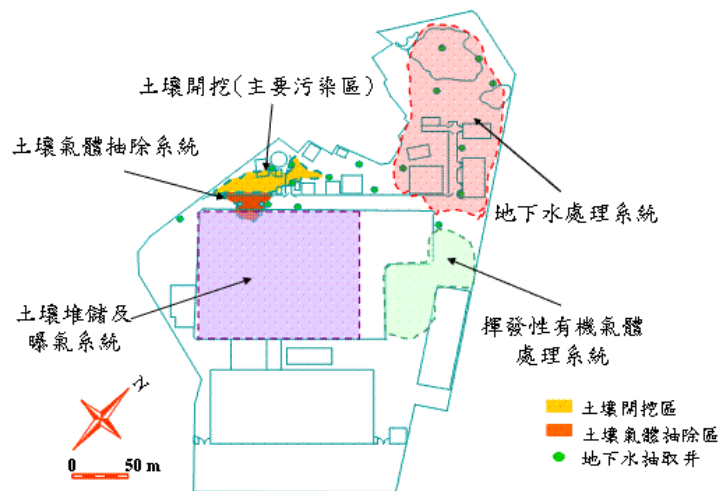 土壤開挖(主要污染區)
土壤氣體抽除系統
地下水處理系統
土壤堆儲及
曝氣系統
揮發性有機氣體
處理系統
N
0 50 m
土壤開挖區
土壤氣體抽除區
地下水抽取井